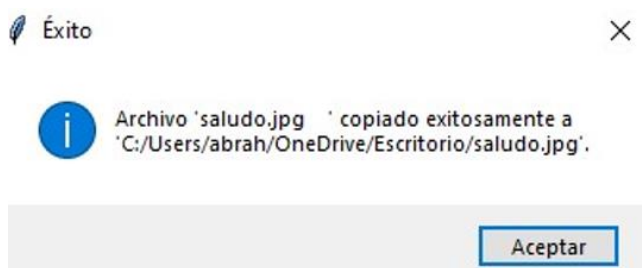 Éxito
Archivo 'saludo.jpg    ' copiado exitosamente a
'C:/Users/abrah/OneDrive/Escritorio/saludo.jpg'.
Aceptar